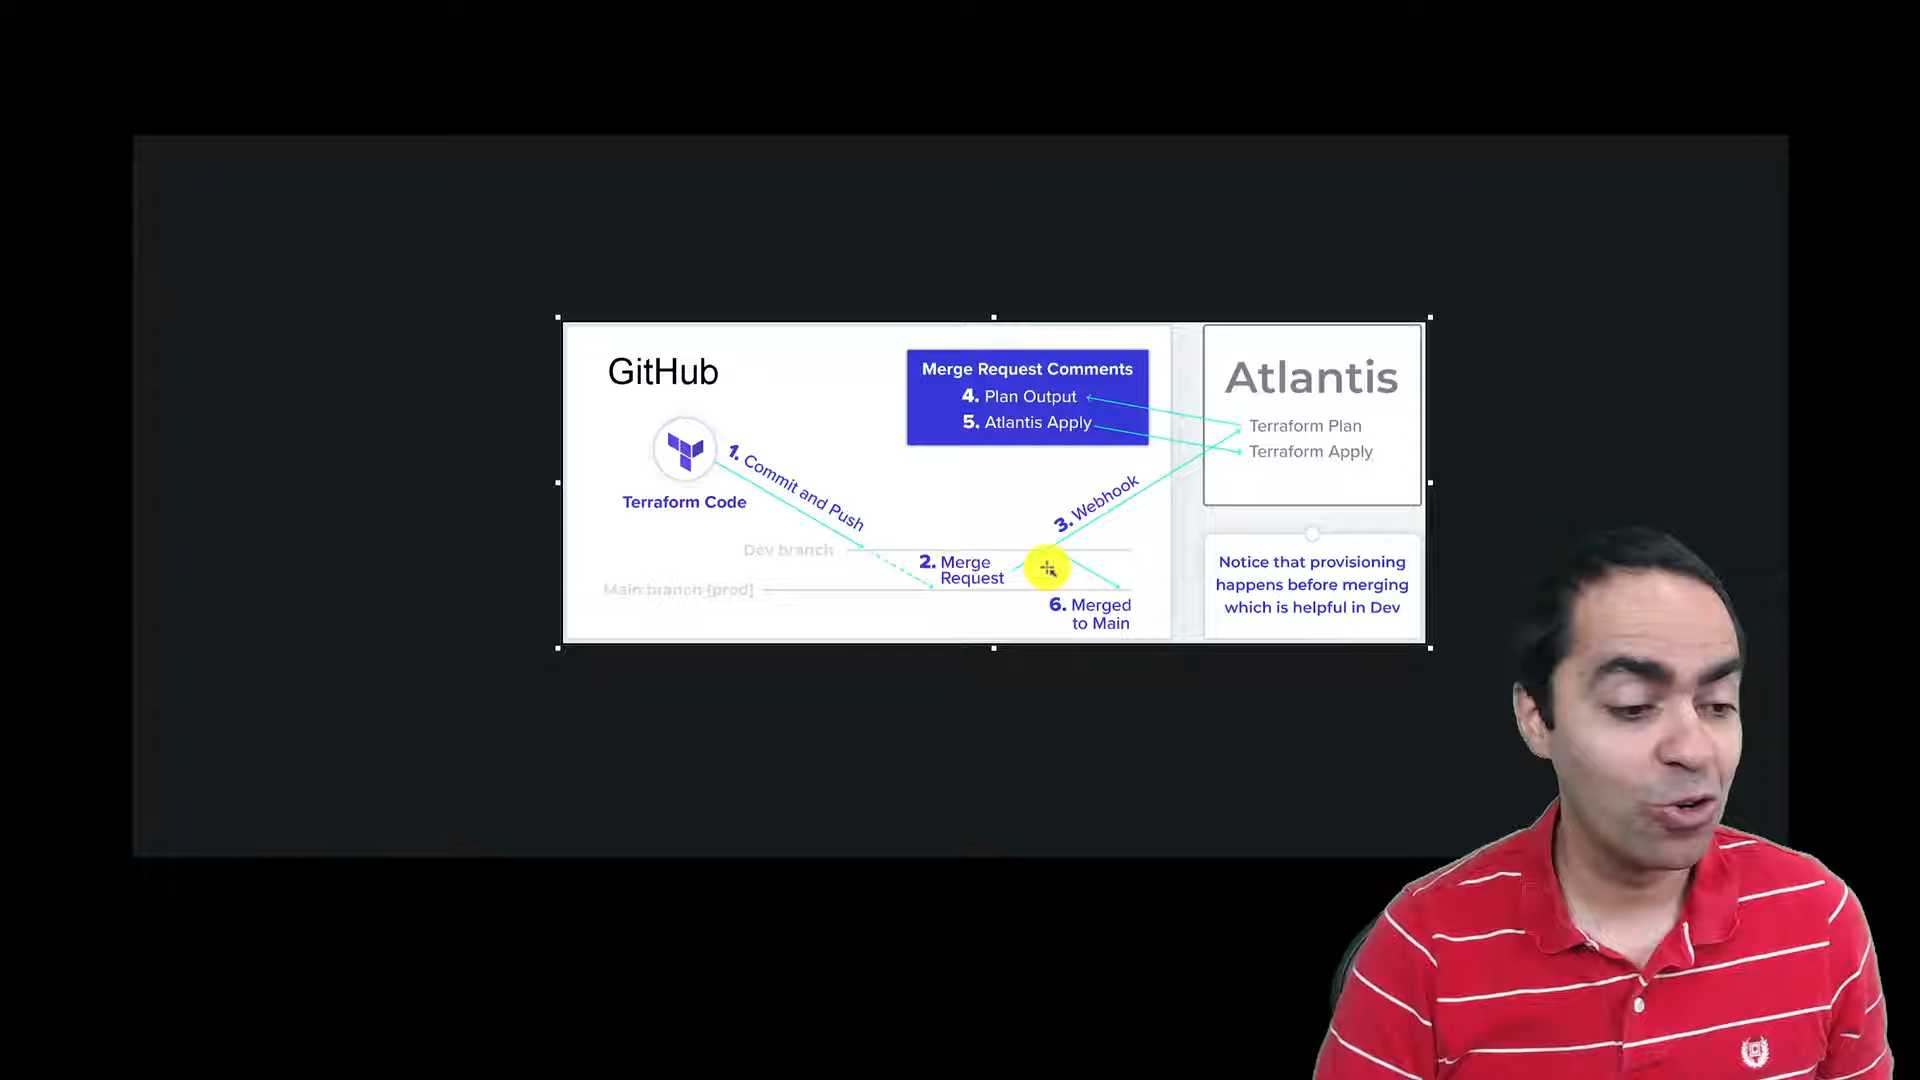 GitHub
Merge Request Comments
4. Plan Output
5. Atlantis Apply
Atlantis
Terraform Plan
Terraform Apply
Terraform Code
1. Commit and Push
3. Webhook
Dev branch
2. Merge
Request
Main branch (prod)
6. Merged
to Main
Notice that provisioning
happens before merging
which is helpful in Dev